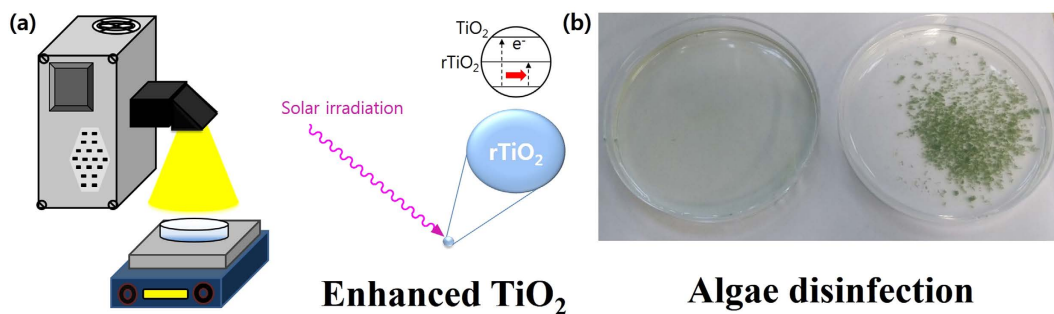 (a)
TiO₂
e⁻
rTiO₂
Solar irradiation
rTiO₂
Enhanced TiO₂
(b)
Algae disinfection